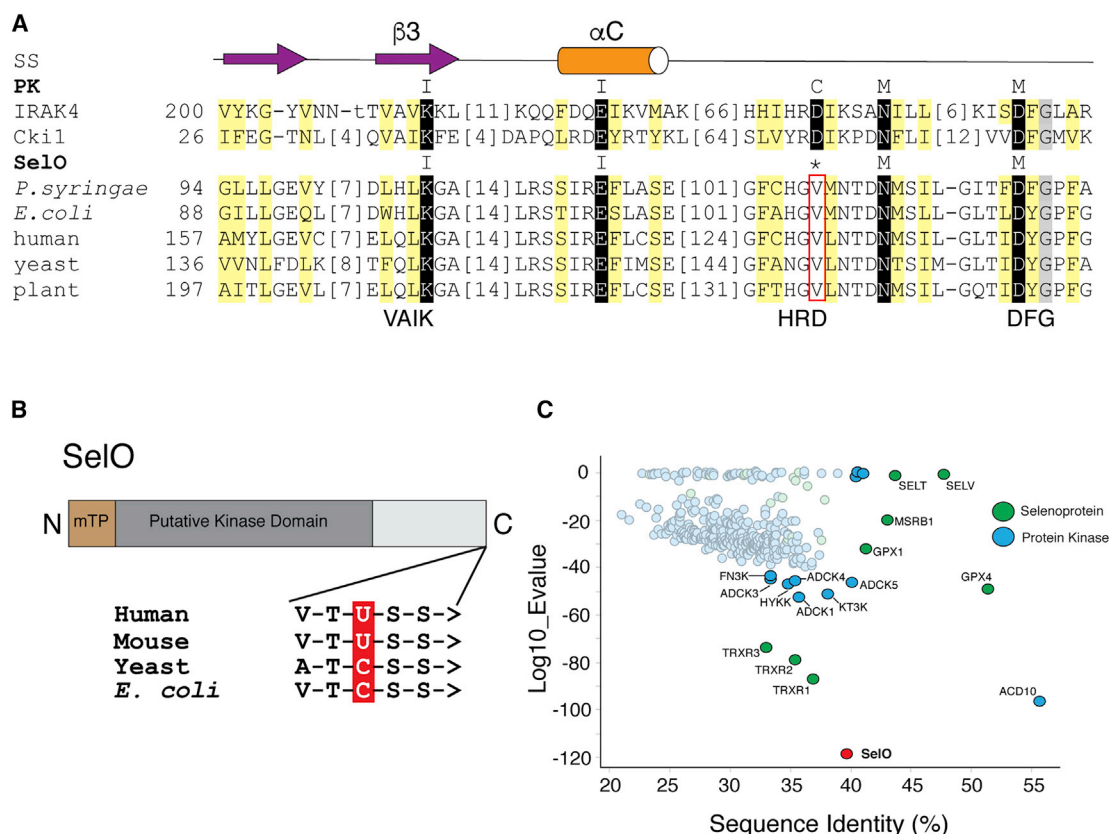 A
β3
αC
SS
PK I I C M M
IRAK4 200 VYKG-YVNN-tTVAVKKL[11]KQQFDQEIKVMAK[66]HHIHRDIKSANILL[6]KISDFGLAR
Cki1 26 IFEG-TNL[4]QVAIKFE[4]DAPQLRDEYRTYKL[64]SLVYRDIKPDNFLI[12]VVDFGMVK
SelO I I * M M
P.syringae 94 GLLLGEVY[7]DLHLKGA[14]LRSSIREFLASE[101]GFCHGVMNTDNMSIL-GITFDFGPFA
E.coli 88 GILLGEQL[7]DWHLKGA[14]LRSTIRESLASE[101]GFAHGVMNTDNMSLL-GLTLDYGPFG
human 157 AMYLGEVC[7]ELQLKGA[14]LRSSIREFLCSE[124]GFCHGVLNTDNTSIL-GLTIDYGPFG
yeast 136 VVNLFDLK[8]TFQLKGA[14]LRSSIREFIMSE[144]GFANGVLNTDNTSIM-GLTIDYGPFA
plant 197 AITLGEVL[7]ELQLKGA[14]LRSSIREFLCSE[131]GFTHGVLNTDNMSIL-GQTIDYGPFG
VAIK HRD DFG
B
SelO
N mTP Putative Kinase Domain C
Human V-T-U-S-S->
Mouse V-T-U-S-S->
Yeast A-T-C-S-S->
E. coli V-T-C-S-S->
C
Log10_Evalue
0
-20
-40
-60
-80
-100
-120
20 25 30 35 40 45 50 55
Sequence Identity (%)
SELT
SELV
Selenoprotein
Protein Kinase
MSRB1
GPX1
FN3K
ADCK4
ADCK5
GPX4
ADCK3
HYKK
ADCK1
KT3K
TRXR3
TRXR2
TRXR1
ACD10
SelO